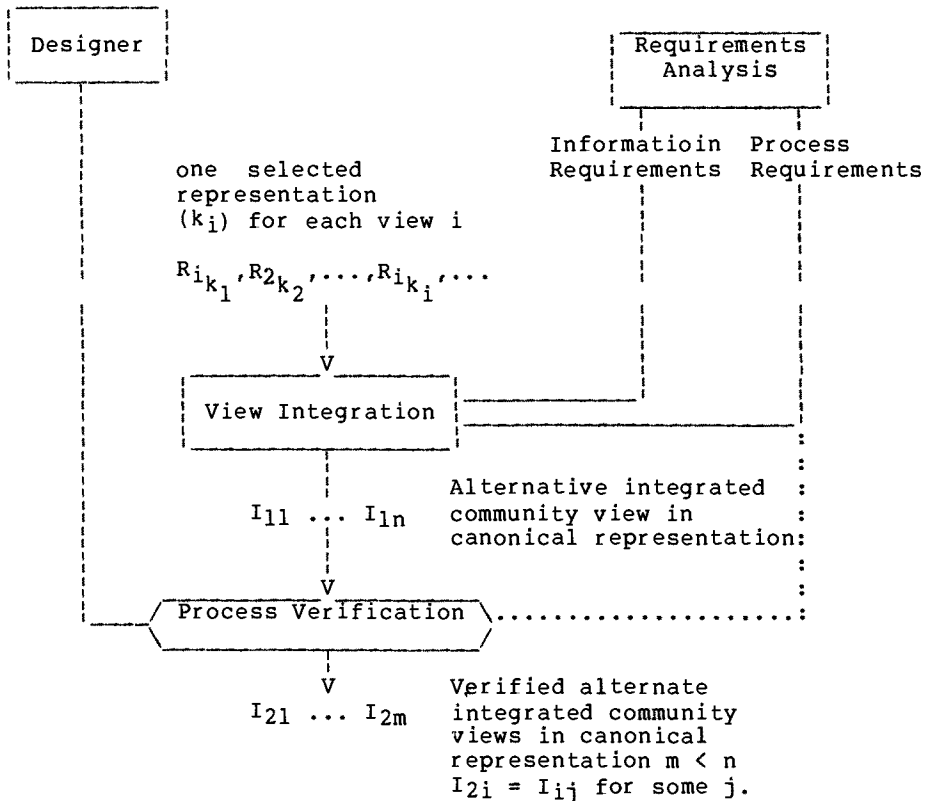 Designer
Requirements
Analysis
Informatioin Process
Requirements Requirements
one selected
representation
(ki) for each view i
Rik1,R2k2,...,Riki,...
V
View Integration
I11 ... I1n
Alternative integrated
community view in
canonical representation
V
Process Verification
V
I21 ... I2m
Verified alternate
integrated community
views in canonical
representation m < n
I2i = Iij for some j.